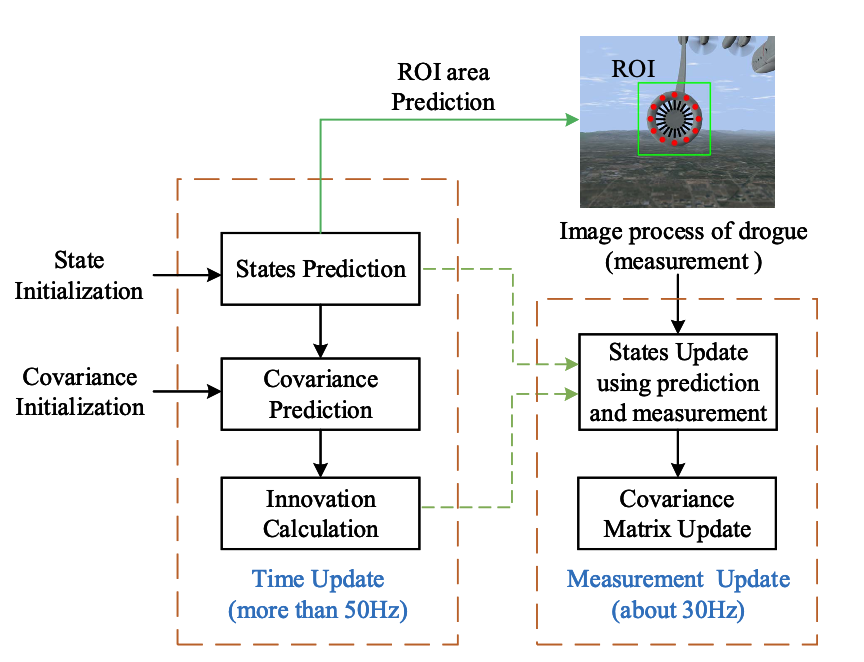 ROI area
Prediction
ROI
Image process of drogue
(measurement )
State
Initialization
States Prediction
Covariance
Initialization
Covariance
Prediction
States Update
using prediction
and measurement
Innovation
Calculation
Covariance
Matrix Update
Time Update
(more than 50Hz)
Measurement Update
(about 30Hz)